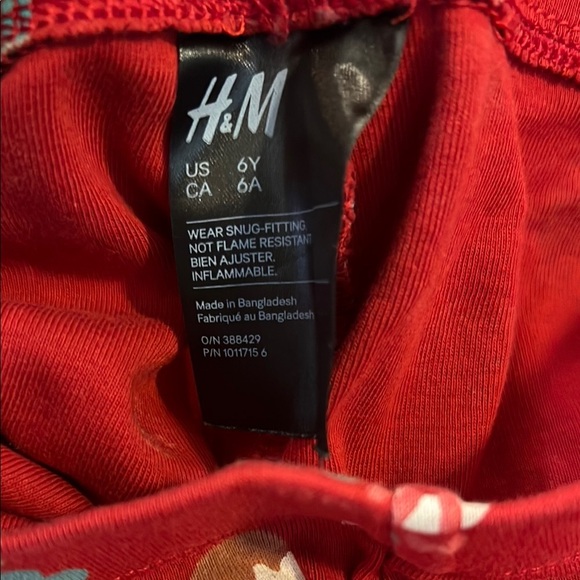 H&M
US 6Y
CA 6A
WEAR SNUG-FITTING
NOT FLAME RESISTANT
BIEN AJUSTER.
INFLAMMABLE.
Made in Bangladesh
Fabriqué au Bangladesh
O/N 388429
P/N 1011715 6